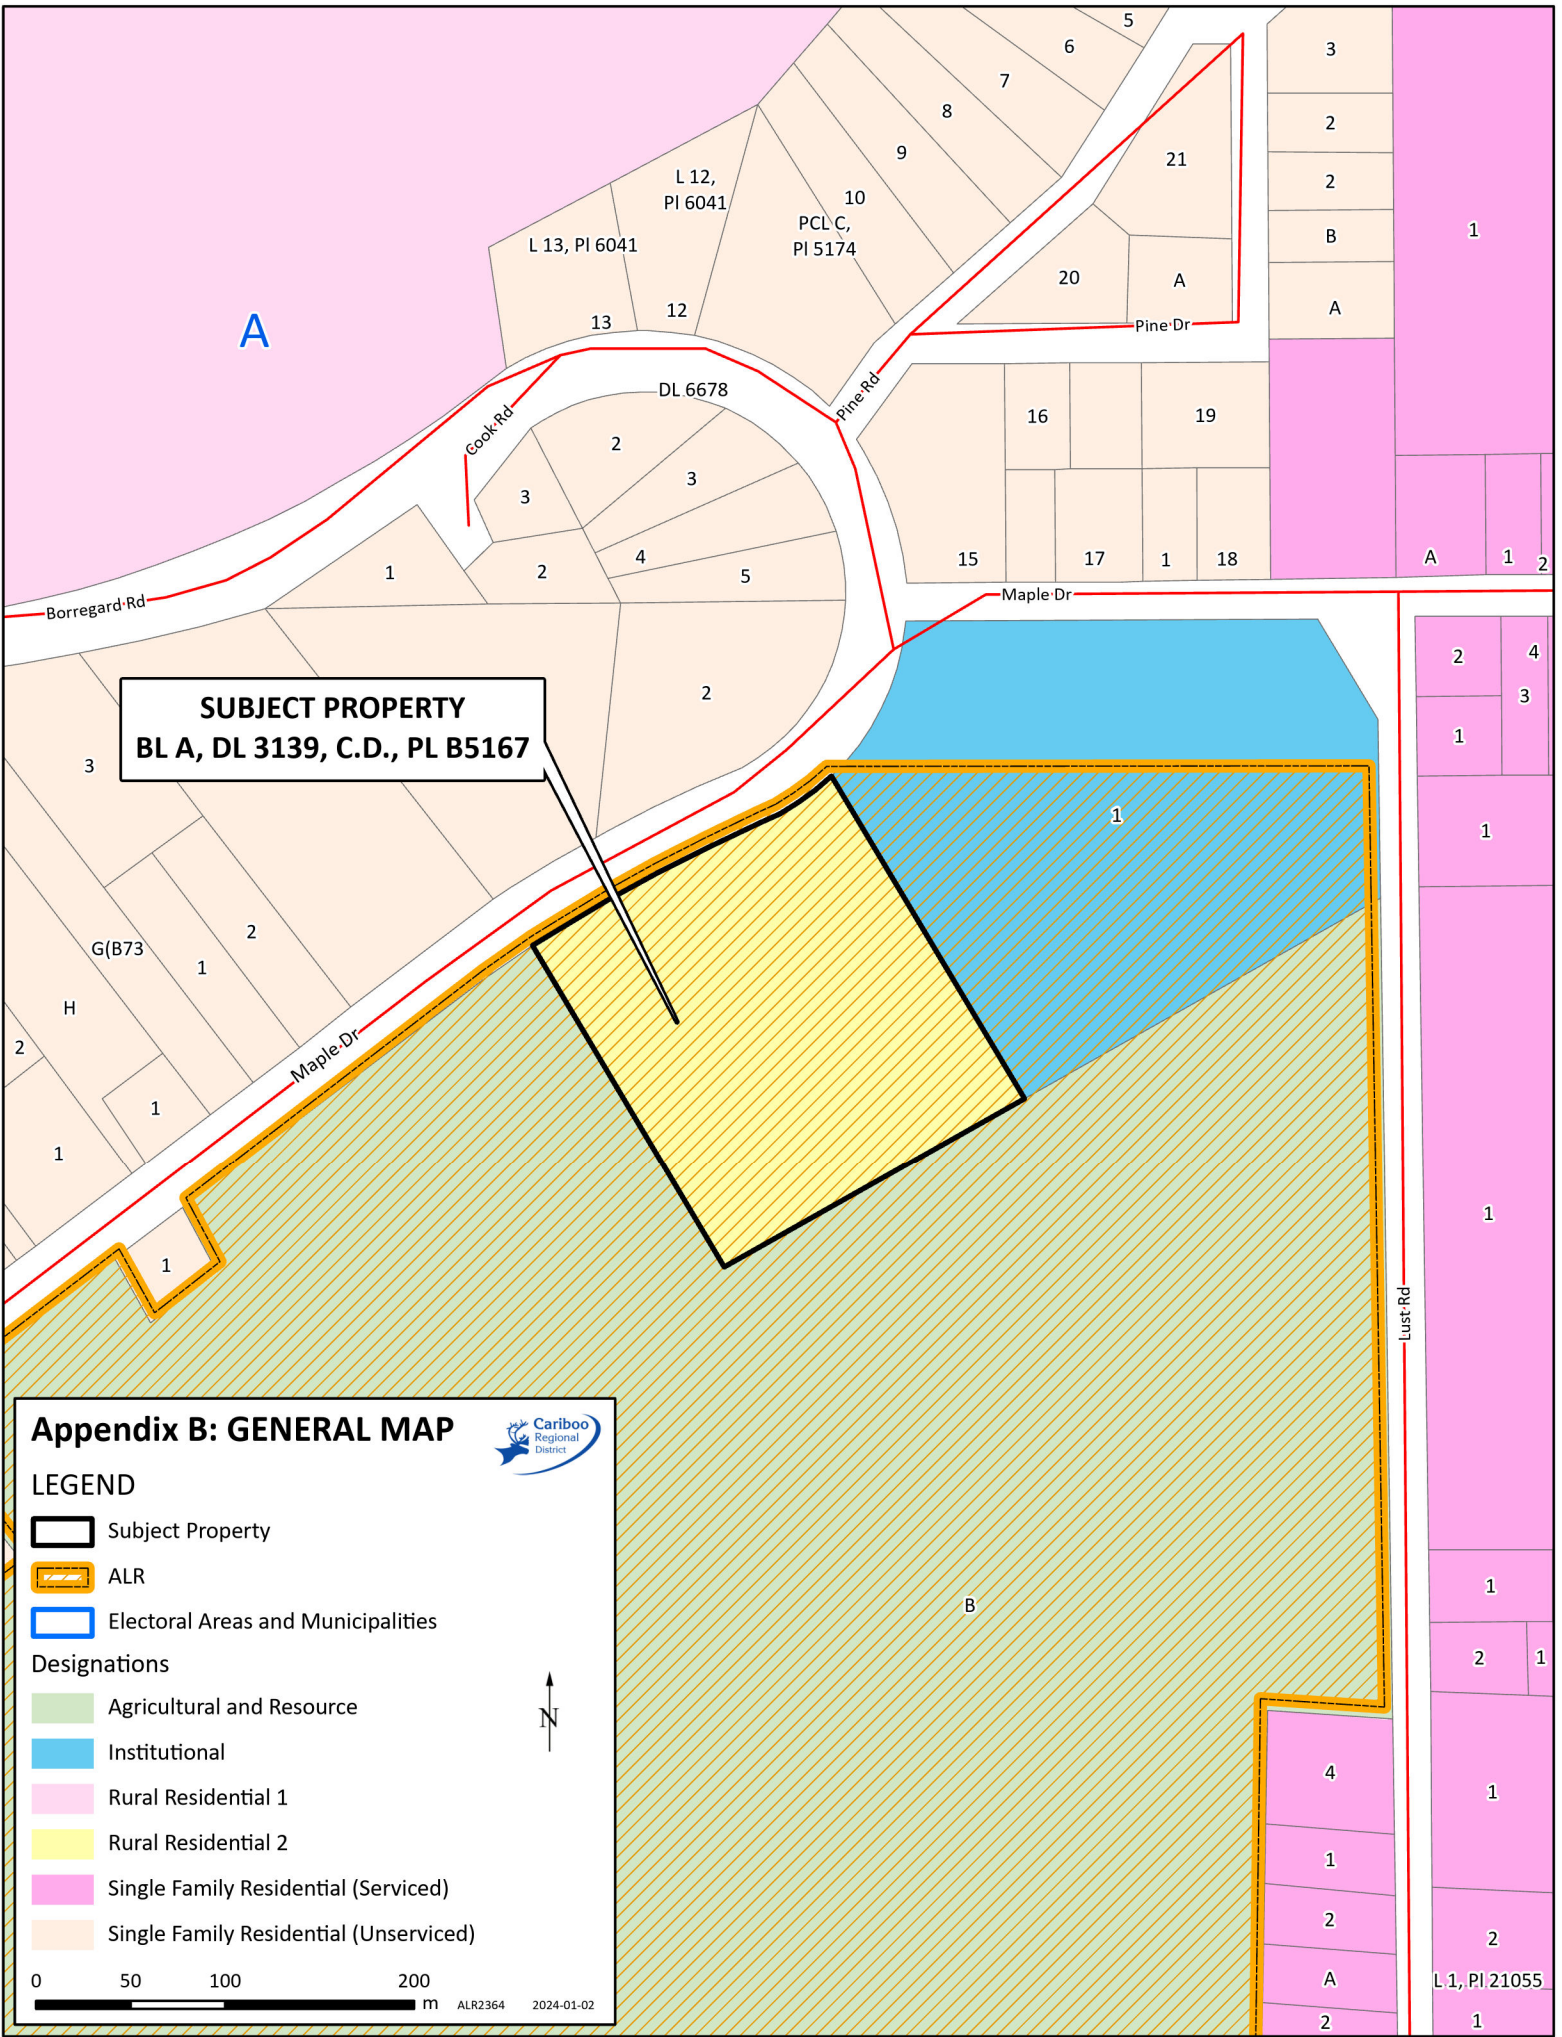 5
6
7
8
9
10
3
2
2
B
A
1
21
20
A
Pine Dr
L 12,
Pl 6041
PCL C,
Pl 5174
L 13, Pl 6041
12
13
A
DL 6678
Pine Rd
Cook Rd
2
3
3
4
5
2
1
16
19
15
17
1
18
A
1
2
Borregard Rd
Maple Dr
2
4
3
1
1
SUBJECT PROPERTY
BL A, DL 3139, C.D., PL B5167
2
3
1
G(B73
2
1
H
2
1
1
Maple Dr
1
1
Lust Rd
B
1
2
1
4
1
1
2
2
A
L 1, Pl 21055
2
1
Appendix B: GENERAL MAP
Cariboo
Regional
District
LEGEND
Subject Property
ALR
Electoral Areas and Municipalities
Designations
Agricultural and Resource
Institutional
Rural Residential 1
Rural Residential 2
Single Family Residential (Serviced)
Single Family Residential (Unserviced)
N
0 50 100 200
m ALR2364 2024-01-02